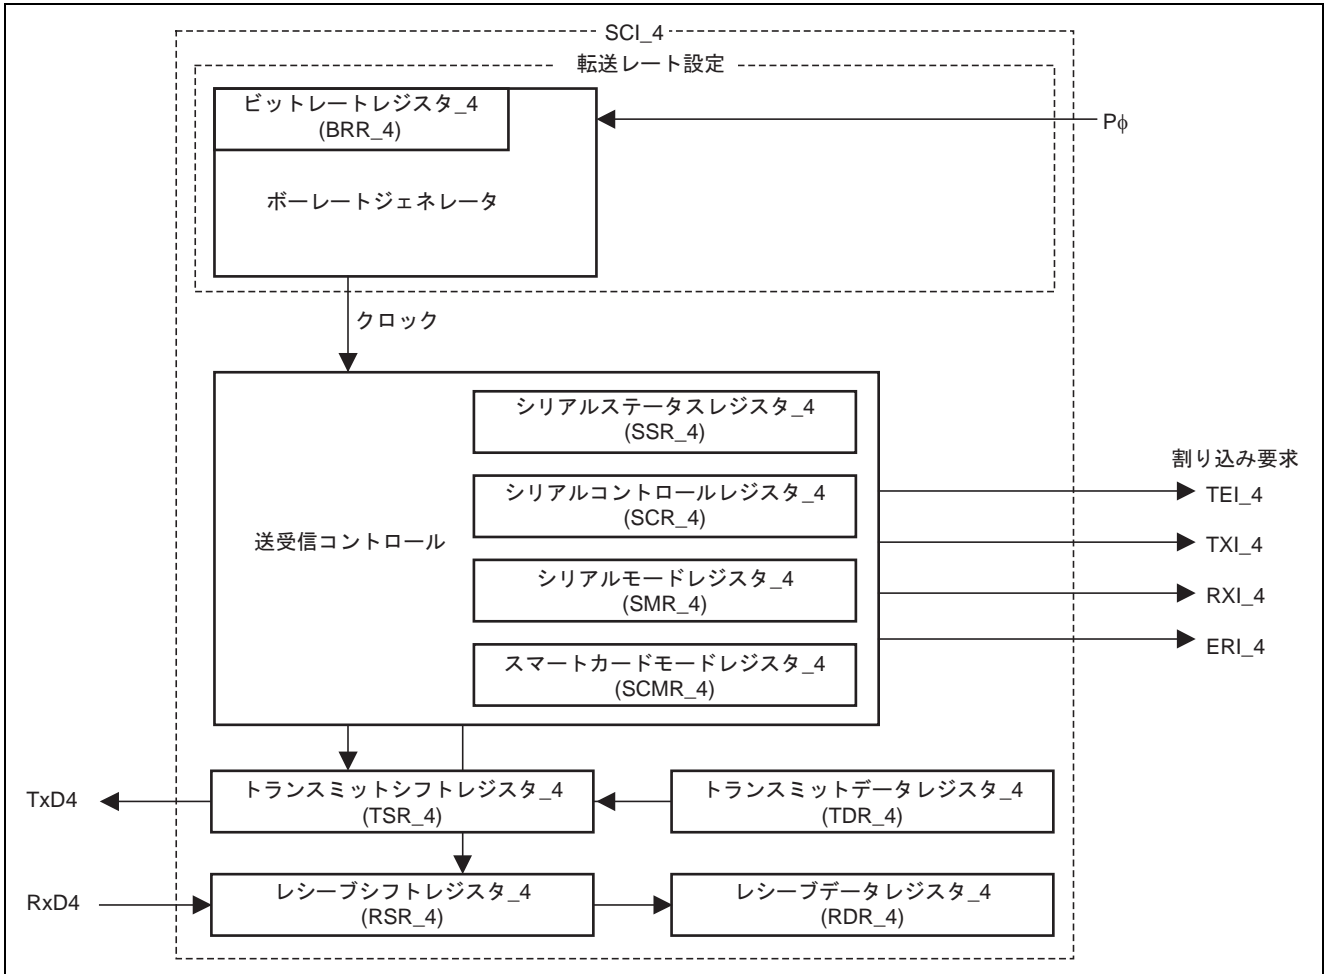 SCI_4
転送レート設定
ビットレートレジスタ_4
(BRR_4)
Pφ
ボーレートジェネレータ
クロック
シリアルステータスレジスタ_4
(SSR_4)
シリアルコントロールレジスタ_4
(SCR_4)
送受信コントロール
シリアルモードレジスタ_4
(SMR_4)
スマートカードモードレジスタ_4
(SCMR_4)
割り込み要求
TEI_4
TXI_4
RXI_4
ERI_4
TxD4
トランスミットシフトレジスタ_4
(TSR_4)
トランスミットデータレジスタ_4
(TDR_4)
RxD4
レシーブシフトレジスタ_4
(RSR_4)
レシーブデータレジスタ_4
(RDR_4)